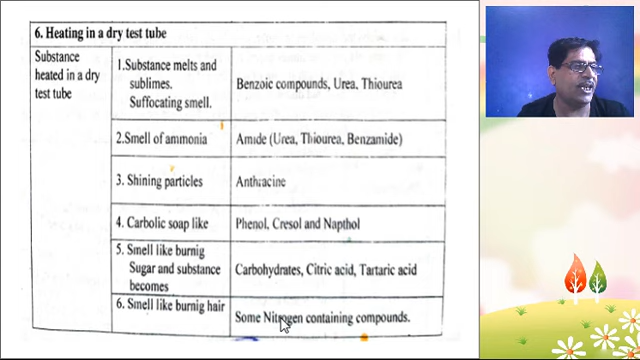 6. Heating in a dry test tube
Substance
heated in a dry
test tube
1.Substance melts and
sublimes.
Suffocating smell.
Benzoic compounds, Urea, Thiourea
2.Smell of ammonia
Amide (Urea, Thiourea, Benzamide)
3. Shining particles
Anthracine
4. Carbolic soap like
Phenol, Cresol and Napthol
5. Smell like burnig
Sugar and substance
becomes
Carbohydrates, Citric acid, Tartaric acid
6. Smell like burnig hair
Some Nitrogen containing compounds.